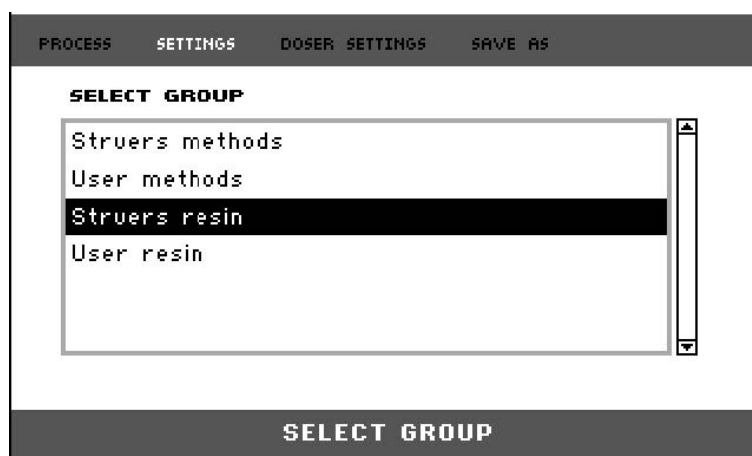 PROCESS SETTINGS DOSER SETTINGS SAVE AS
SELECT GROUP
Struers methods
User methods
Struers resin
User resin
SELECT GROUP